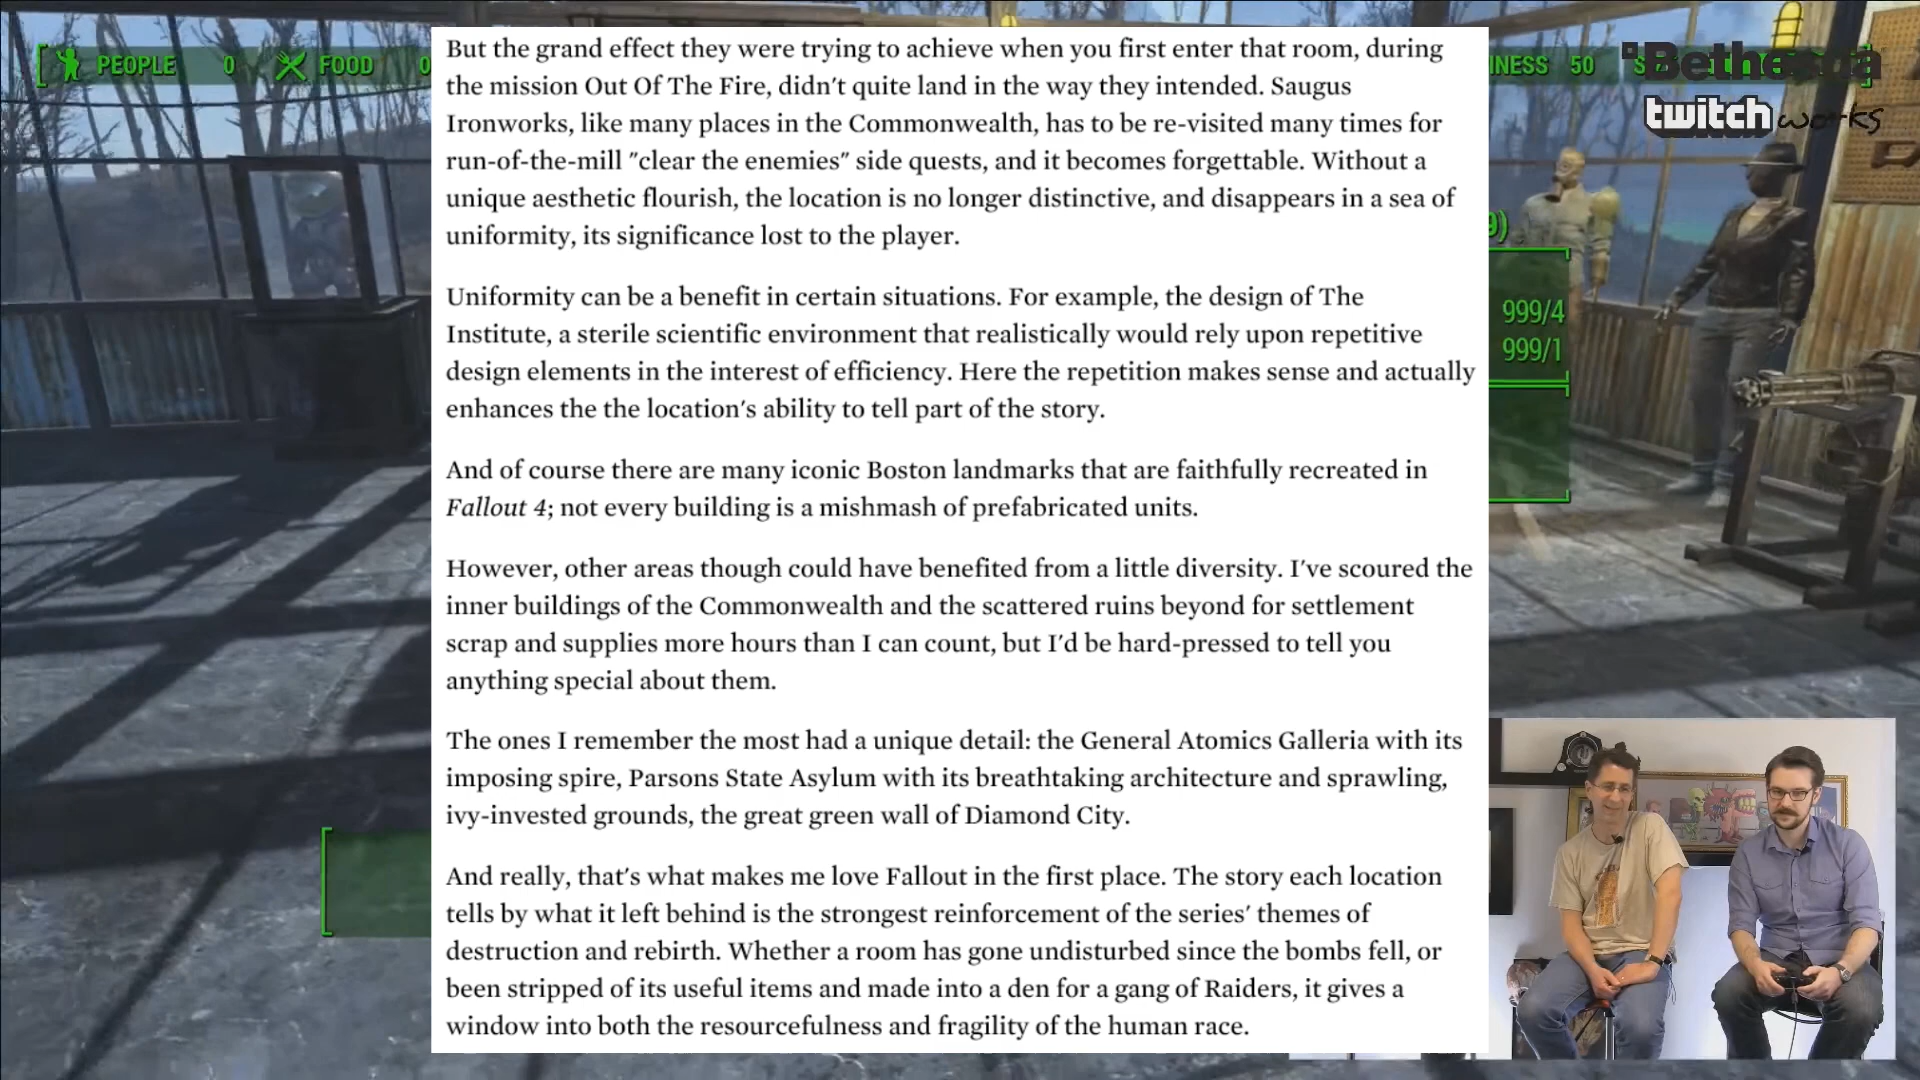 PEOPLE 0 FOOD 0
INESS 50
Bethesda
twitch works
But the grand effect they were trying to achieve when you first enter that room, during
the mission Out Of The Fire, didn't quite land in the way they intended. Saugus
Ironworks, like many places in the Commonwealth, has to be re-visited many times for
run-of-the-mill "clear the enemies" side quests, and it becomes forgettable. Without a
unique aesthetic flourish, the location is no longer distinctive, and disappears in a sea of
uniformity, its significance lost to the player.
Uniformity can be a benefit in certain situations. For example, the design of The
Institute, a sterile scientific environment that realistically would rely upon repetitive
design elements in the interest of efficiency. Here the repetition makes sense and actually
enhances the the location's ability to tell part of the story.
And of course there are many iconic Boston landmarks that are faithfully recreated in
Fallout 4; not every building is a mishmash of prefabricated units.
However, other areas though could have benefited from a little diversity. I've scoured the
inner buildings of the Commonwealth and the scattered ruins beyond for settlement
scrap and supplies more hours than I can count, but I'd be hard-pressed to tell you
anything special about them.
The ones I remember the most had a unique detail: the General Atomics Galleria with its
imposing spire, Parsons State Asylum with its breathtaking architecture and sprawling,
ivy-invested grounds, the great green wall of Diamond City.
And really, that's what makes me love Fallout in the first place. The story each location
tells by what it left behind is the strongest reinforcement of the series' themes of
destruction and rebirth. Whether a room has gone undisturbed since the bombs fell, or
been stripped of its useful items and made into a den for a gang of Raiders, it gives a
window into both the resourcefulness and fragility of the human race.
9)
999/4
999/1